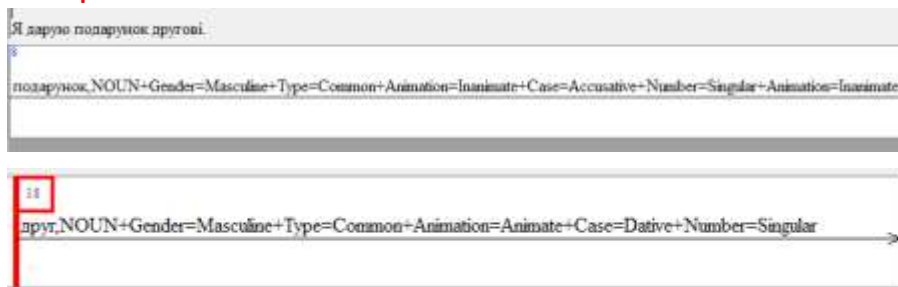 Я дарую подарунок другові.
8
подарунок,NOUN+Gender=Masculine+Type=Common+Animation=Inanimate+Case=Accusative+Number=Singular+Animation=Inanimate
18
друг,NOUN+Gender=Masculine+Type=Common+Animation=Animate+Case=Dative+Number=Singular